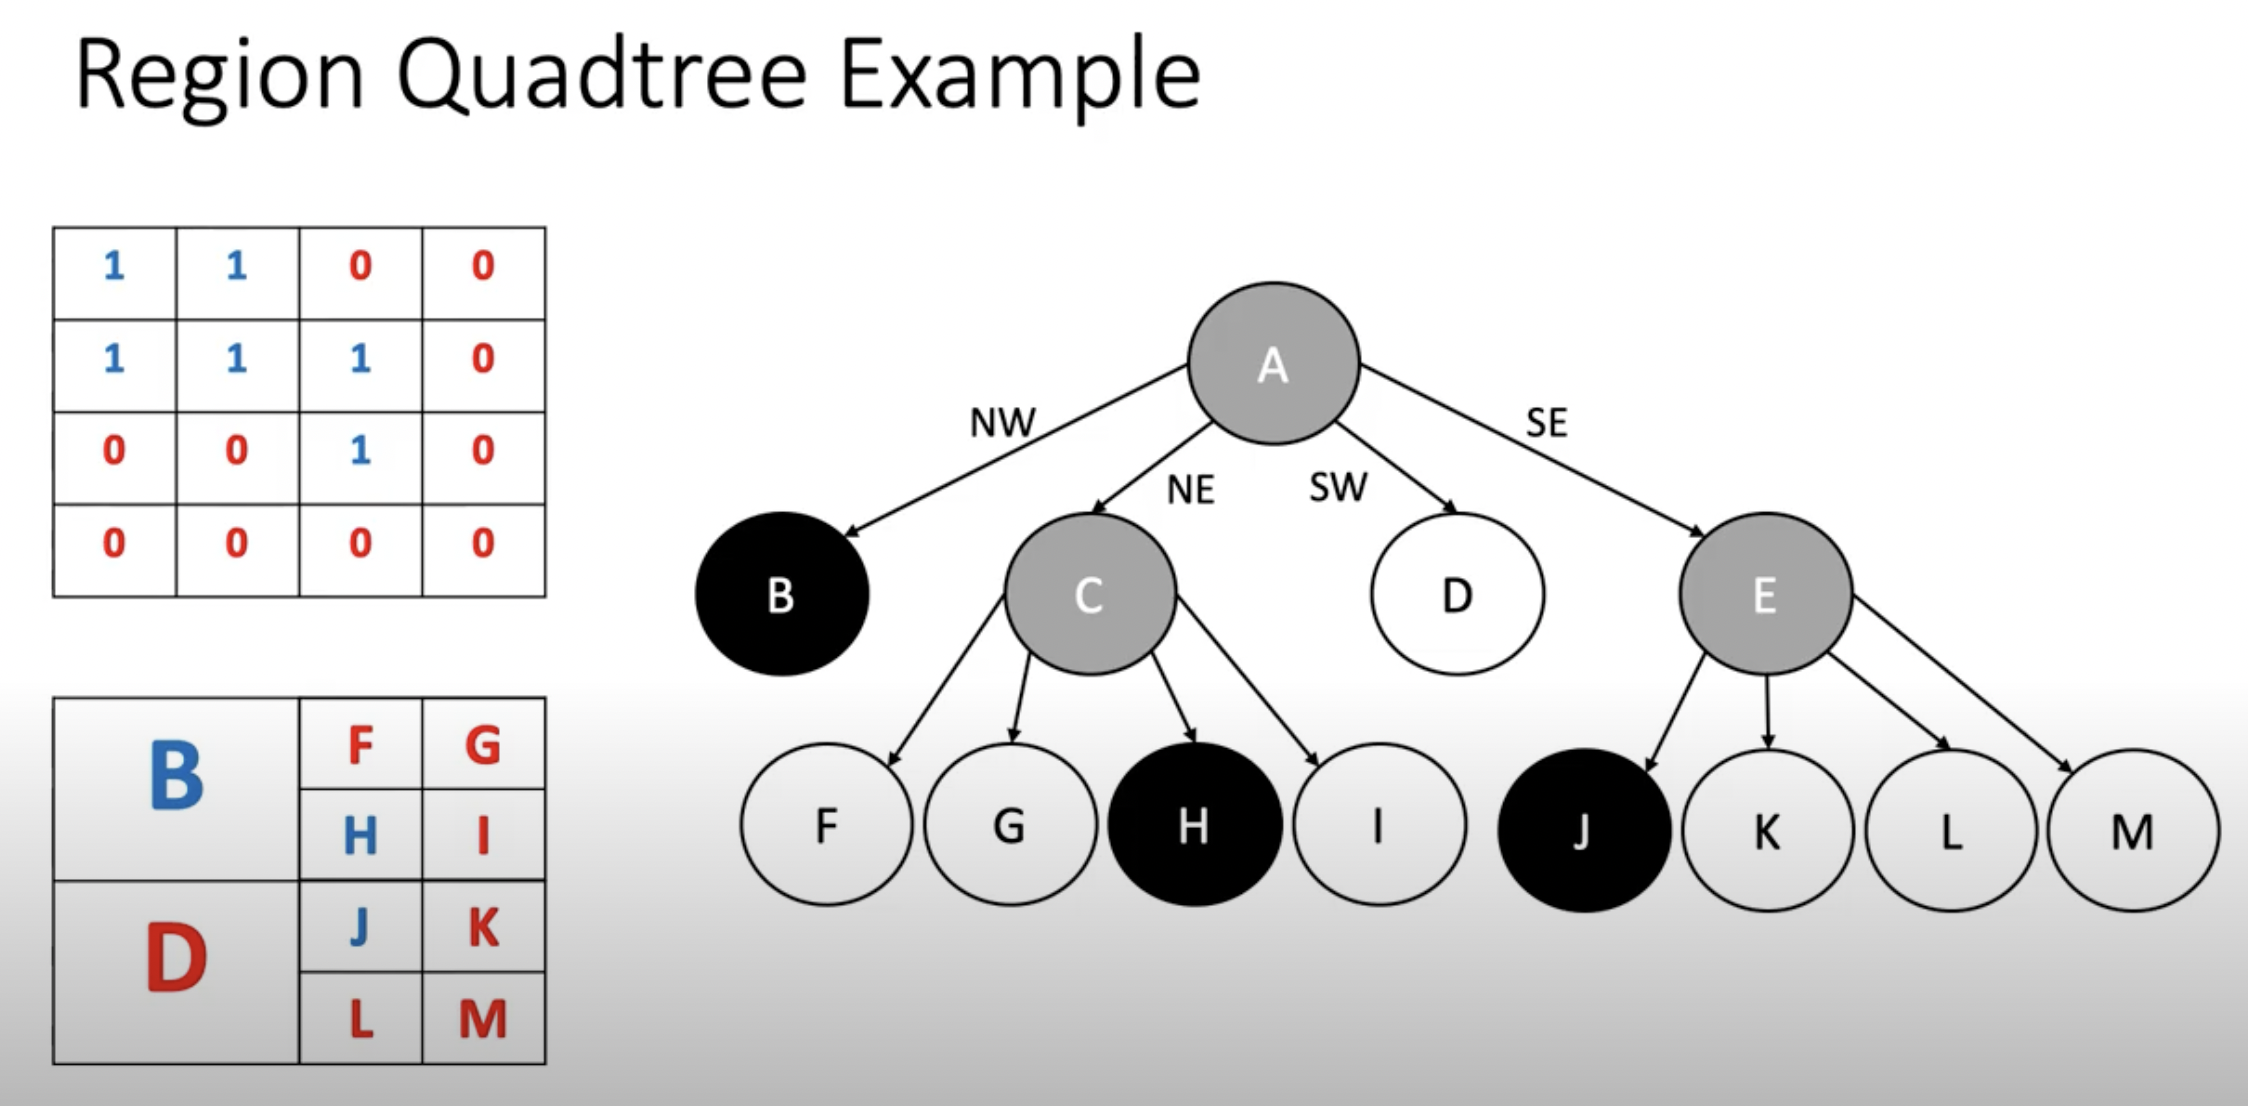 Region Quadtree Example
1 1 0 0
1 1 1 0
0 0 1 0
0 0 0 0
B F G
H I
D J K
L M
A
NW NE SW SE
B C D E
F G H I J K L M